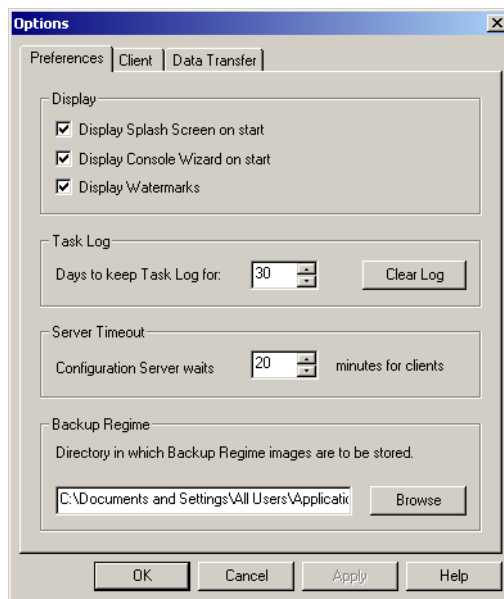 Options
Preferences Client Data Transfer
Display
Display Splash Screen on start
Display Console Wizard on start
Display Watermarks
Task Log
Days to keep Task Log for: 30 Clear Log
Server Timeout
Configuration Server waits 20 minutes for clients
Backup Regime
Directory in which Backup Regime images are to be stored.
C:\Documents and Settings\All Users\Applicatio Browse
OK Cancel Apply Help